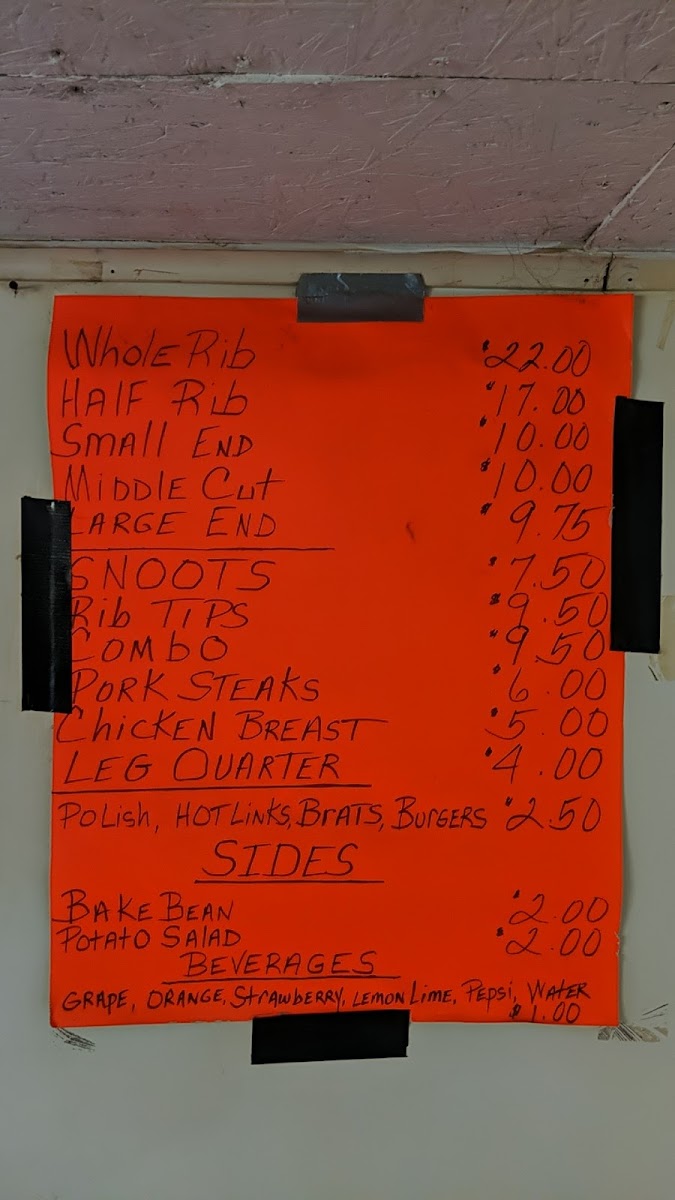 Whole Rib $22.00
Half Rib $17.00
Small End $10.00
Middle Cut $10.00
Large End $9.75
SNOOTS $7.50
Rib TIPS $9.50
Combo $9.50
Pork Steaks $6.00
Chicken Breast $5.00
Leg Quarter $4.00
Polish, Hot Links, Brats, Burgers $2.50
SIDES
Bake Bean $2.00
Potato Salad $2.00
BEVERAGES
Grape, Orange, Strawberry, Lemon Lime, Pepsi, Water
$1.00